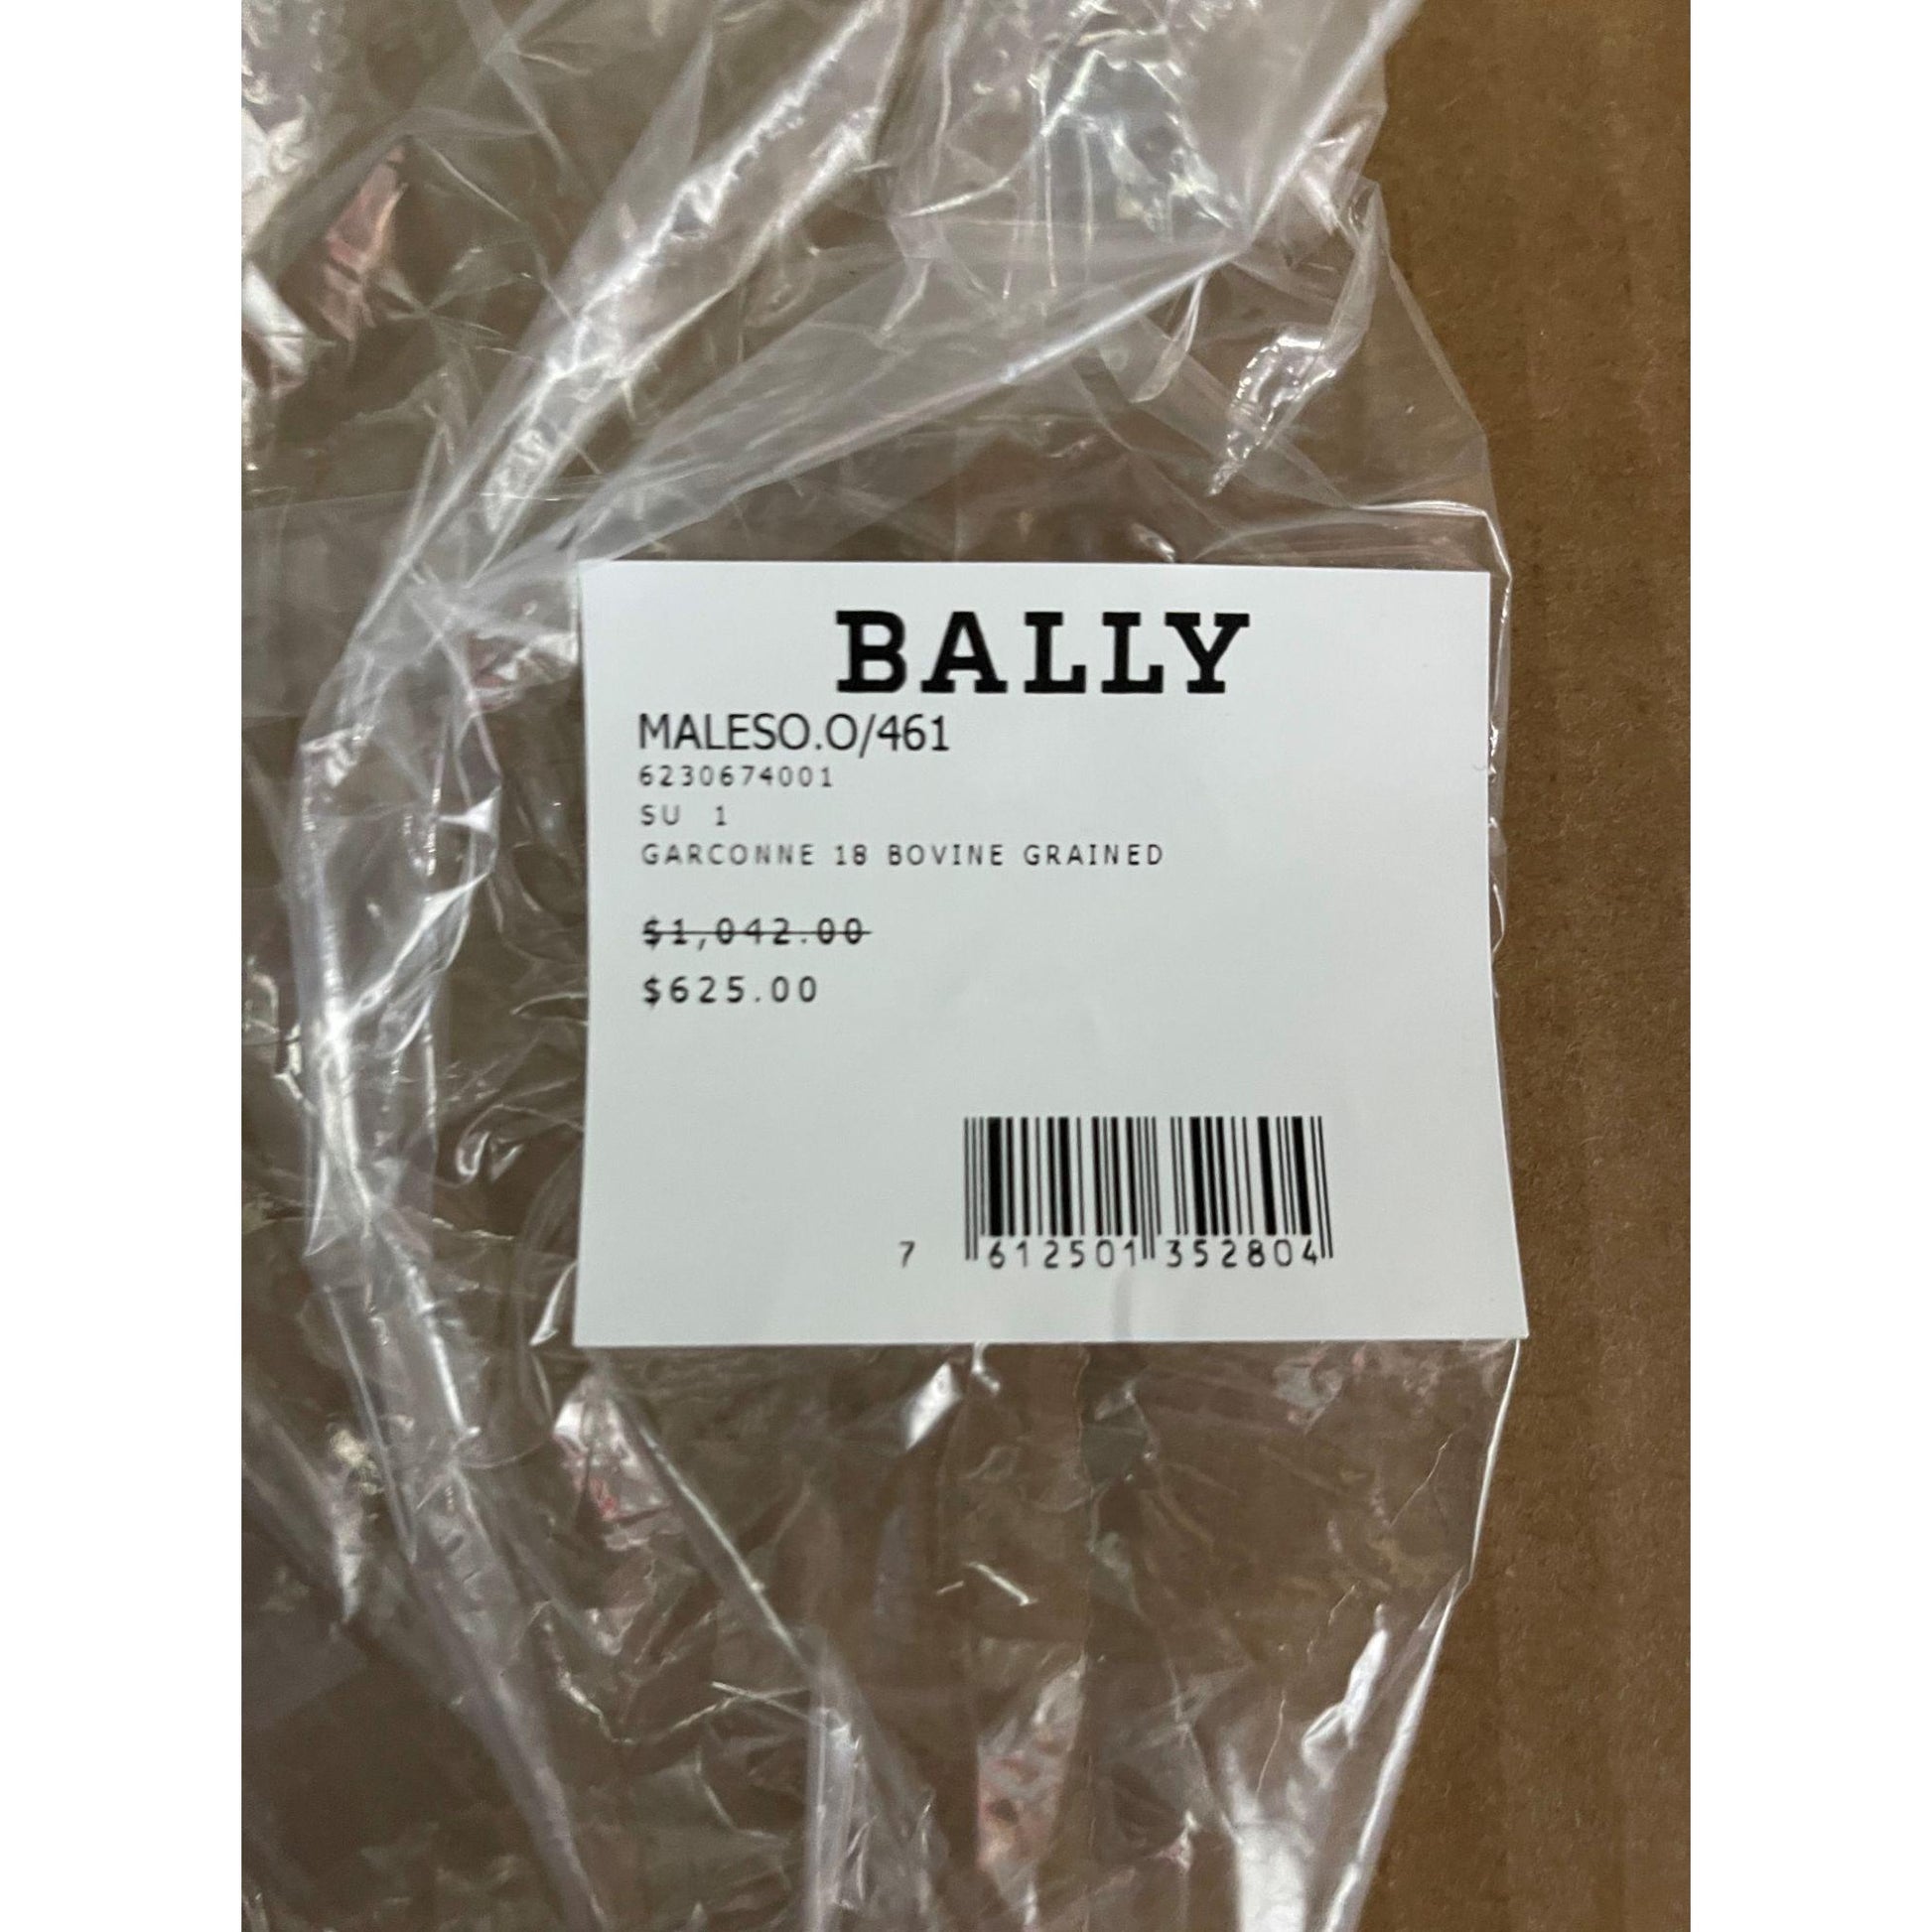 BALLY
MALESO.O/461
6230674001
SU 1
GARCONNE 18 BOVINE GRAINED
$1,042.00
$625.00
7 612501 352804